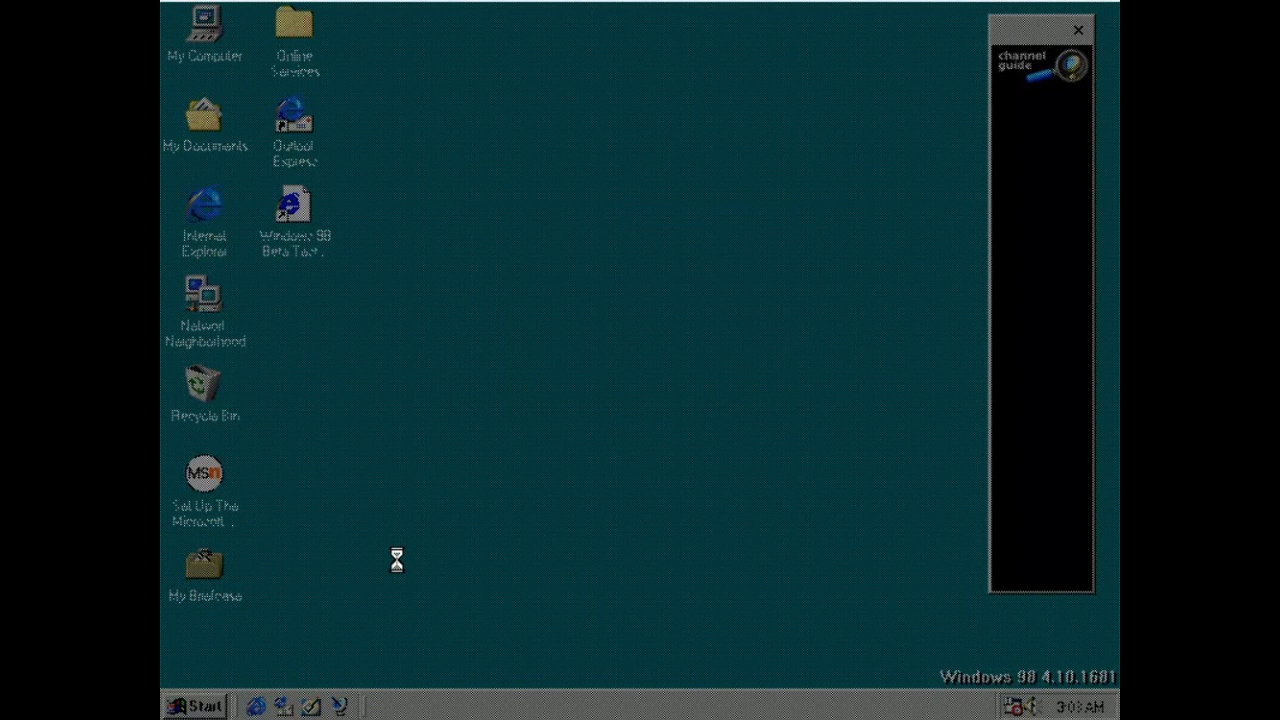 My Computer
Online
Services
My Documents
Outlook
Express
Internet
Explorer
Windows 98
Beta Test...
Network
Neighborhood
Recycle Bin
MSn
Set Up The
Microsoft ...
My Briefcase
channel
guide
Windows 98 4.10.1681
Start
3:03 AM